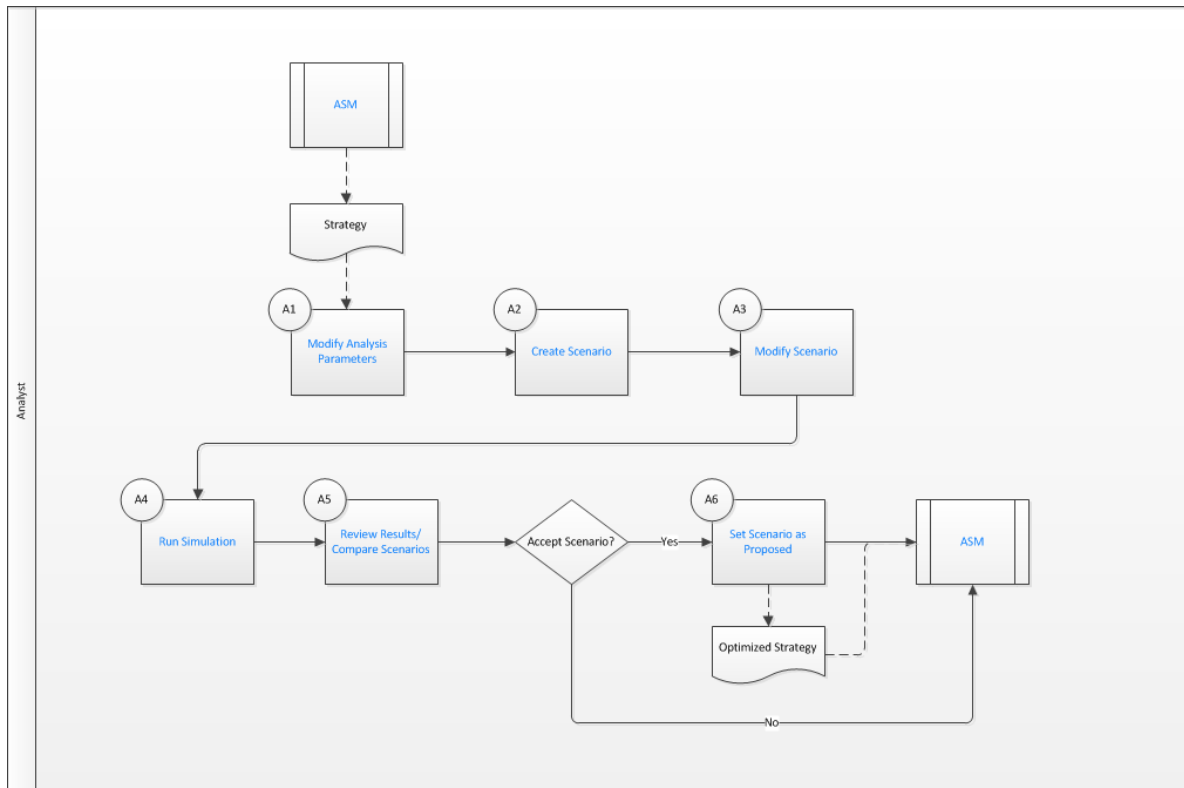 Analyst
ASM
Strategy
A1
Modify Analysis
Parameters
A2
Create Scenario
A3
Modify Scenario
A4
Run Simulation
A5
Review Results/
Compare Scenarios
Accept Scenario?
Yes
A6
Set Scenario as
Proposed
ASM
Optimized Strategy
No